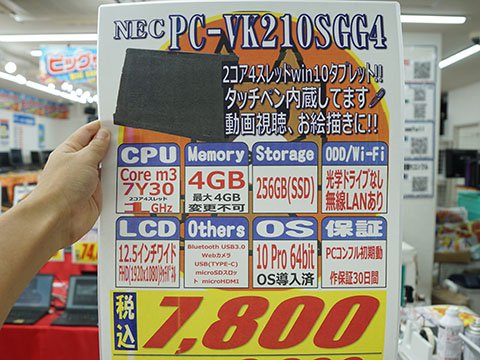 NEC PC-VK210SGG4
2コア4スレットwin10タブレット!!
タッチペン内蔵してます
動画視聴、お絵描きに!!
CPU
Core m3
7Y30
2コア4スレット
1 GHz
Memory
4GB
最大4GB
変更不可
Storage
256GB(SSD)
ODD/Wi-Fi
光学ドライブなし
無線LANあり
LCD
12.5インチワイド
Others
Bluetooth USB3.0
Webカメラ
USB(TYPE-C)
microSDスロッ
ト microHDMI
OS
10 Pro 64bit
OS導入済
保証
PCコンフル初期動
作保証30日間
税込
7,800